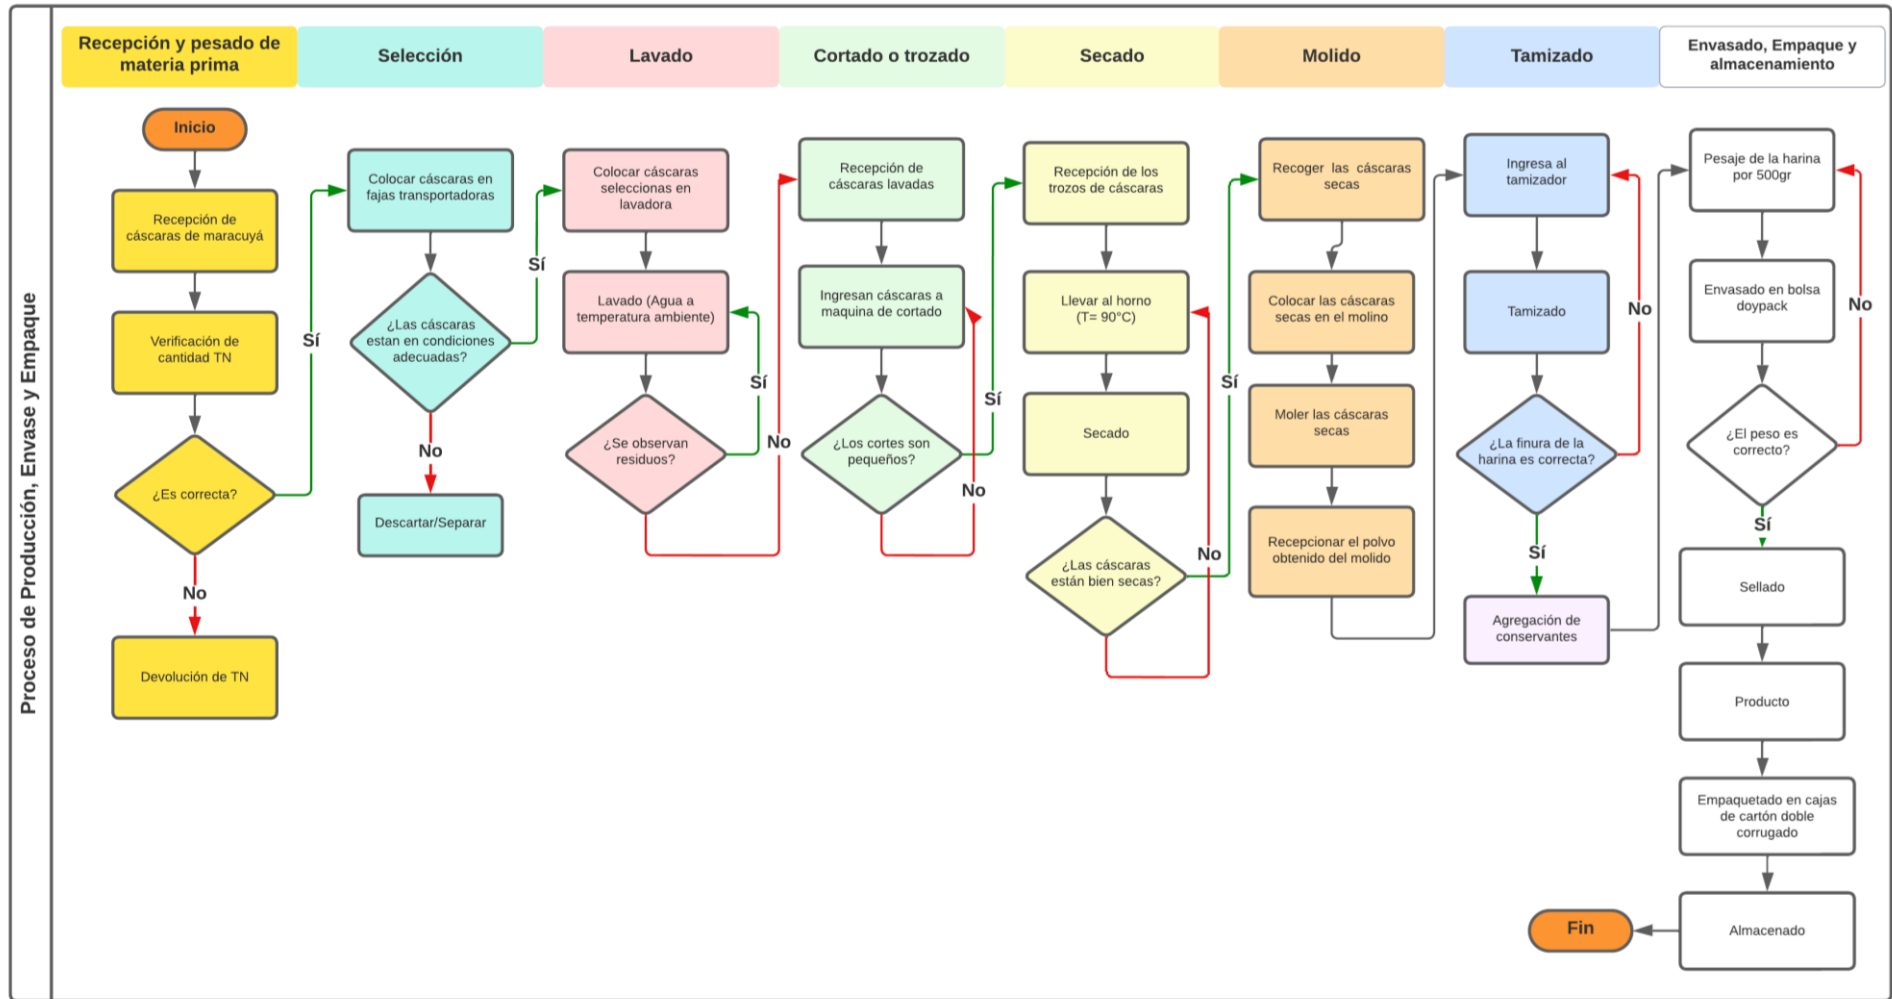 Proceso de Producción, Envase y Empaque
Recepción y pesado de
materia prima
Selección
Lavado
Cortado o trozado
Secado
Molido
Tamizado
Envasado, Empaque y
almacenamiento
Inicio
Recepción de
cáscaras de maracuyá
Verificación de
cantidad TN
¿Es correcta?
Sí
No
Devolución de TN
Colocar cáscaras en
fajas transportadoras
¿Las cáscaras
estan en condiciones
adecuadas?
Sí
No
Descartar/Separar
Colocar cáscaras
seleccionas en
lavadora
Lavado (Agua a
temperatura ambiente)
¿Se observan
residuos?
Sí
No
Recepción de
cáscaras lavadas
Ingresan cáscaras a
maquina de cortado
¿Los cortes son
pequeños?
Sí
No
Recepción de los
trozos de cáscaras
Llevar al horno
(T= 90°C)
Secado
¿Las cáscaras
están bien secas?
Sí
No
Recoger las cáscaras
secas
Colocar las cáscaras
secas en el molino
Moler las cáscaras
secas
Recepcionar el polvo
obtenido del molido
Ingresa al
tamizador
Tamizado
¿La finura de la
harina es correcta?
No
Sí
Agregación de
conservantes
Pesaje de la harina
por 500gr
Envasado en bolsa
doypack
¿El peso es
correcto?
No
Sí
Sellado
Producto
Empaquetado en cajas
de cartón doble
corrugado
Almacenado
Fin